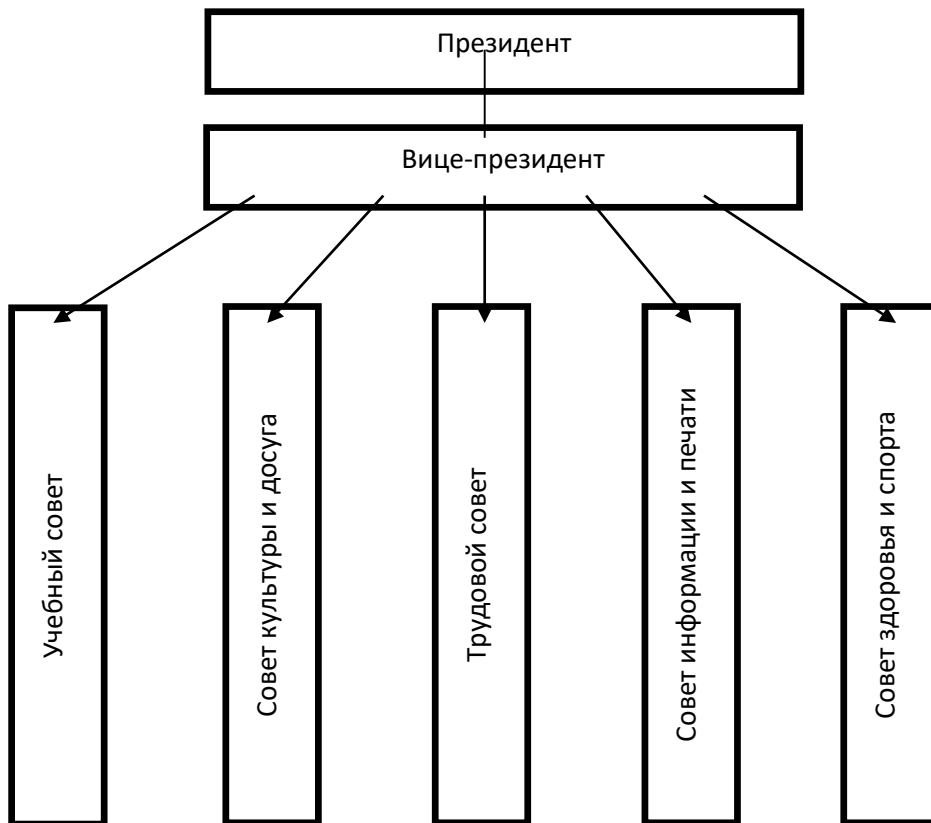 Президент
Вице-президент
Учебный совет
Совет культуры и досуга
Трудовой совет
Совет информации и печати
Совет здоровья и спорта